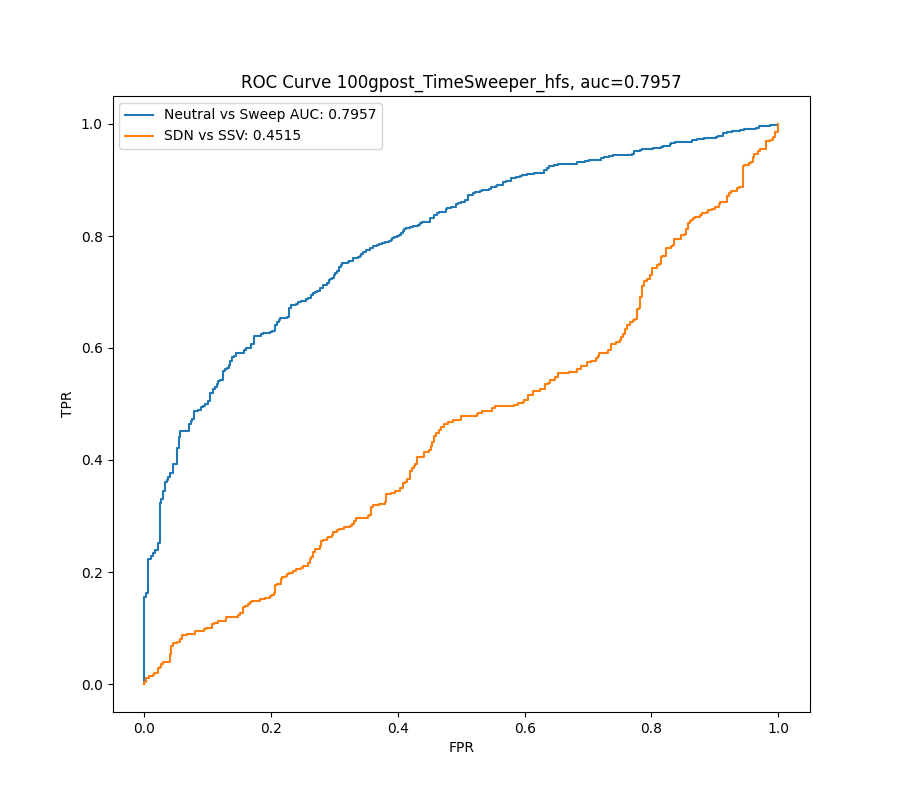 ROC Curve 100gpost_TimeSweeper_hfs, auc=0.7957
Neutral vs Sweep AUC: 0.7957
SDN vs SSV: 0.4515
1.0
0.8
0.6
0.4
0.2
0.0
TPR
0.0 0.2 0.4 0.6 0.8 1.0
FPR